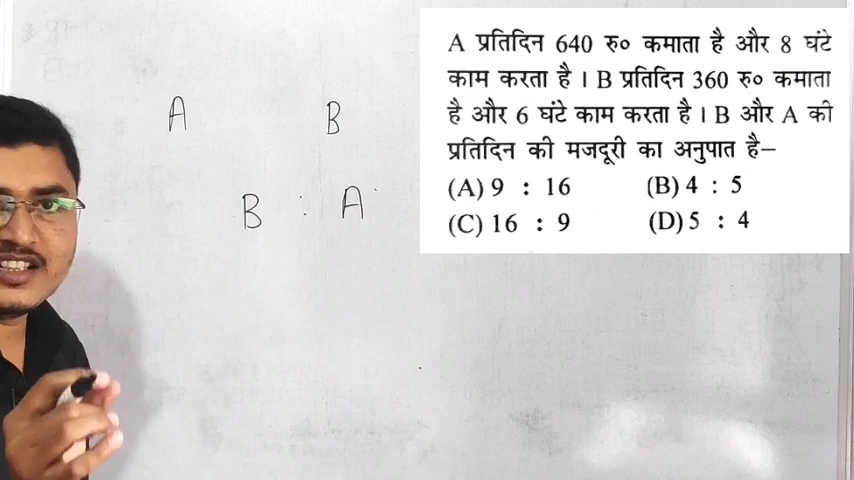 A B
B : A
A प्रतिदिन 640 रु० कमाता है और 8 घंटे
काम करता है । B प्रतिदिन 360 रु० कमाता
है और 6 घंटे काम करता है । B और A की
प्रतिदिन की मजदूरी का अनुपात है–
(A) 9 : 16 (B) 4 : 5
(C) 16 : 9 (D) 5 : 4